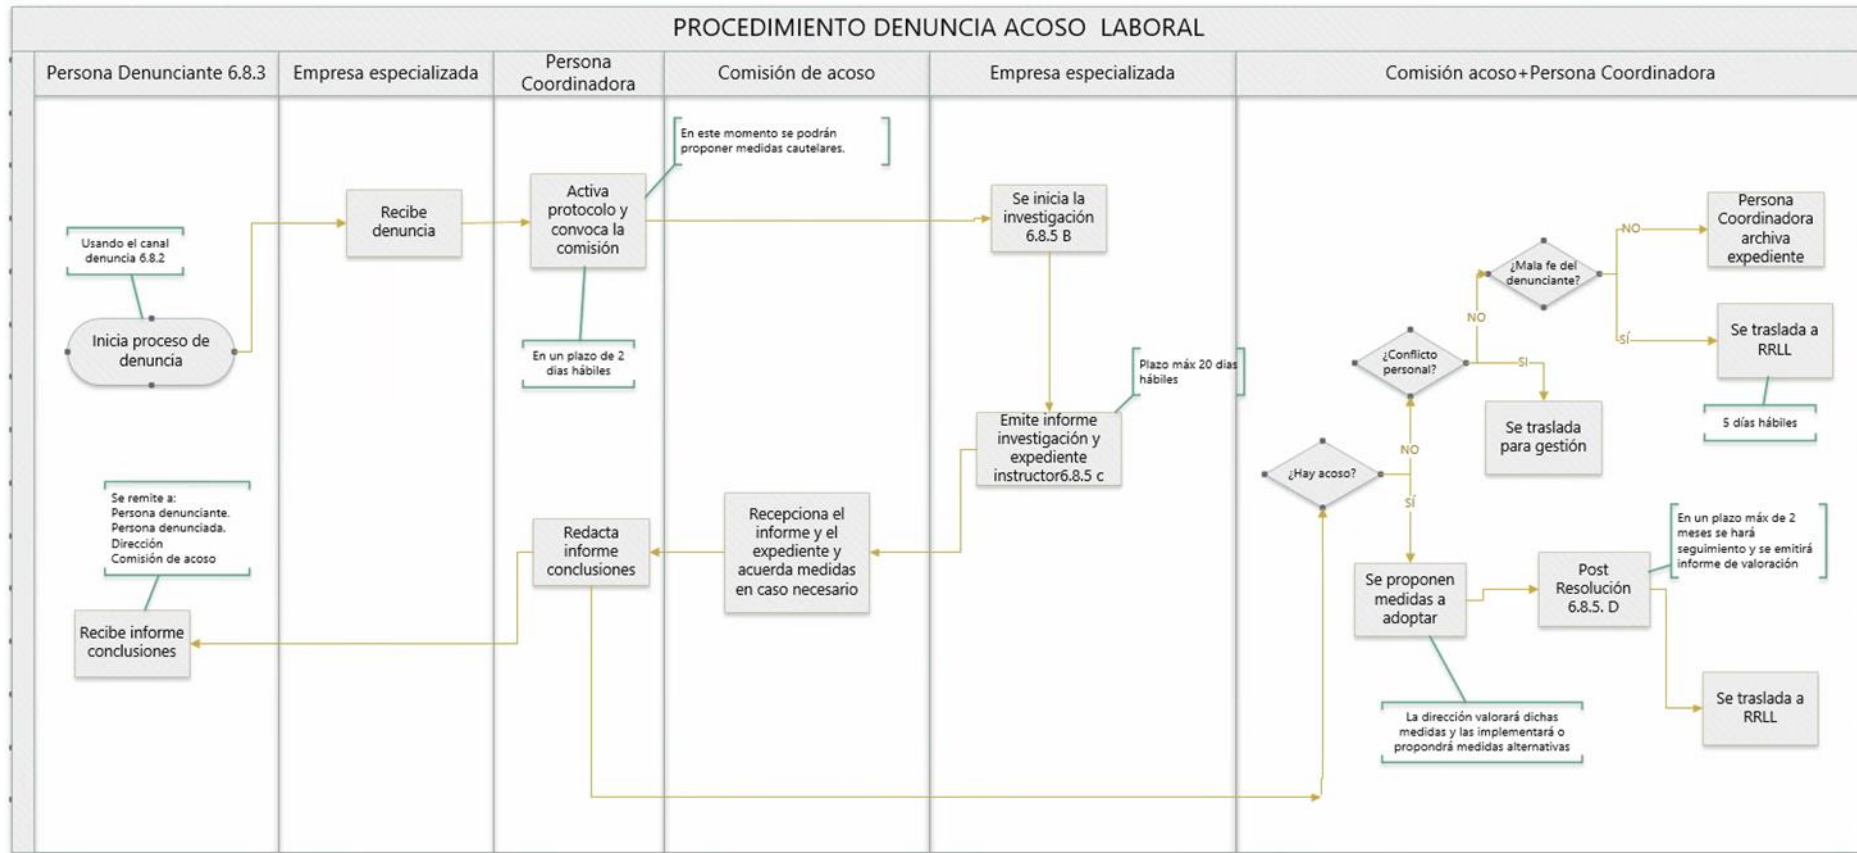 PROCEDIMIENTO DENUNCIA ACOSO LABORAL
Persona Denunciante 6.8.3
Empresa especializada
Persona
Coordinadora
Comisión de acoso
Empresa especializada
Comisión acoso+Persona Coordinadora
Usando el canal
denuncia 6.8.2
Inicia proceso de
denuncia
Recibe
denuncia
Activa
protocolo y
convoca la
comisión
En este momento se podrán
proponer medidas cautelares.
En un plazo de 2
dias hábiles
Se inicia la
investigación
6.8.5 B
Plazo máx 20 dias
hábiles
Emite informe
investigación y
expediente
instructor6.8.5 c
Recepciona el
informe y el
expediente y
acuerda medidas
en caso necesario
Redacta
informe
conclusiones
Se remite a:
Persona denunciante.
Persona denunciada.
Dirección
Comisión de acoso
Recibe informe
conclusiones
¿Hay acoso?
NO
SÍ
¿Conflicto
personal?
NO
SI
Se traslada
para gestión
¿Mala fe del
denunciante?
NO
SÍ
Persona
Coordinadora
archiva
expediente
Se traslada a
RRLL
5 días hábiles
Se proponen
medidas a
adoptar
La dirección valorará dichas
medidas y las implementará o
propondrá medidas alternativas
Post
Resolución
6.8.5. D
En un plazo máx de 2
meses se hará
seguimiento y se emitirá
informe de valoración
Se traslada a
RRLL